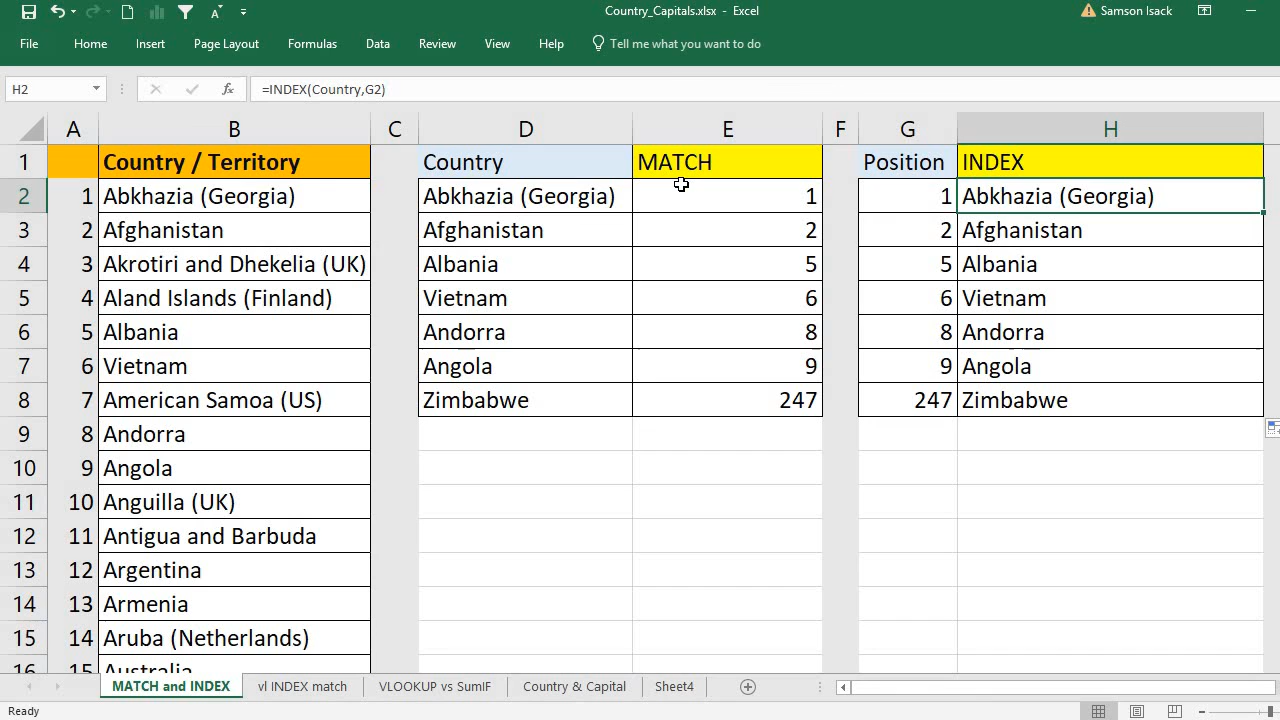 Country_Capitals.xlsx - Excel
Samson Isack
File Home Insert Page Layout Formulas Data Review View Help Tell me what you want to do
H2 fx =INDEX(Country,G2)
A B C D E F G H
1 Country / Territory Country MATCH Position INDEX
2 1 Abkhazia (Georgia) Abkhazia (Georgia) 1 1 Abkhazia (Georgia)
3 2 Afghanistan Afghanistan 2 2 Afghanistan
4 3 Akrotiri and Dhekelia (UK) Albania 5 5 Albania
5 4 Aland Islands (Finland) Vietnam 6 6 Vietnam
6 5 Albania Andorra 8 8 Andorra
7 6 Vietnam Angola 9 9 Angola
8 7 American Samoa (US) Zimbabwe 247 247 Zimbabwe
9 8 Andorra
10 9 Angola
11 10 Anguilla (UK)
12 11 Antigua and Barbuda
13 12 Argentina
14 13 Armenia
15 14 Aruba (Netherlands)
16 15 Australia
MATCH and INDEX vl INDEX match VLOOKUP vs SumIF Country & Capital Sheet4
Ready